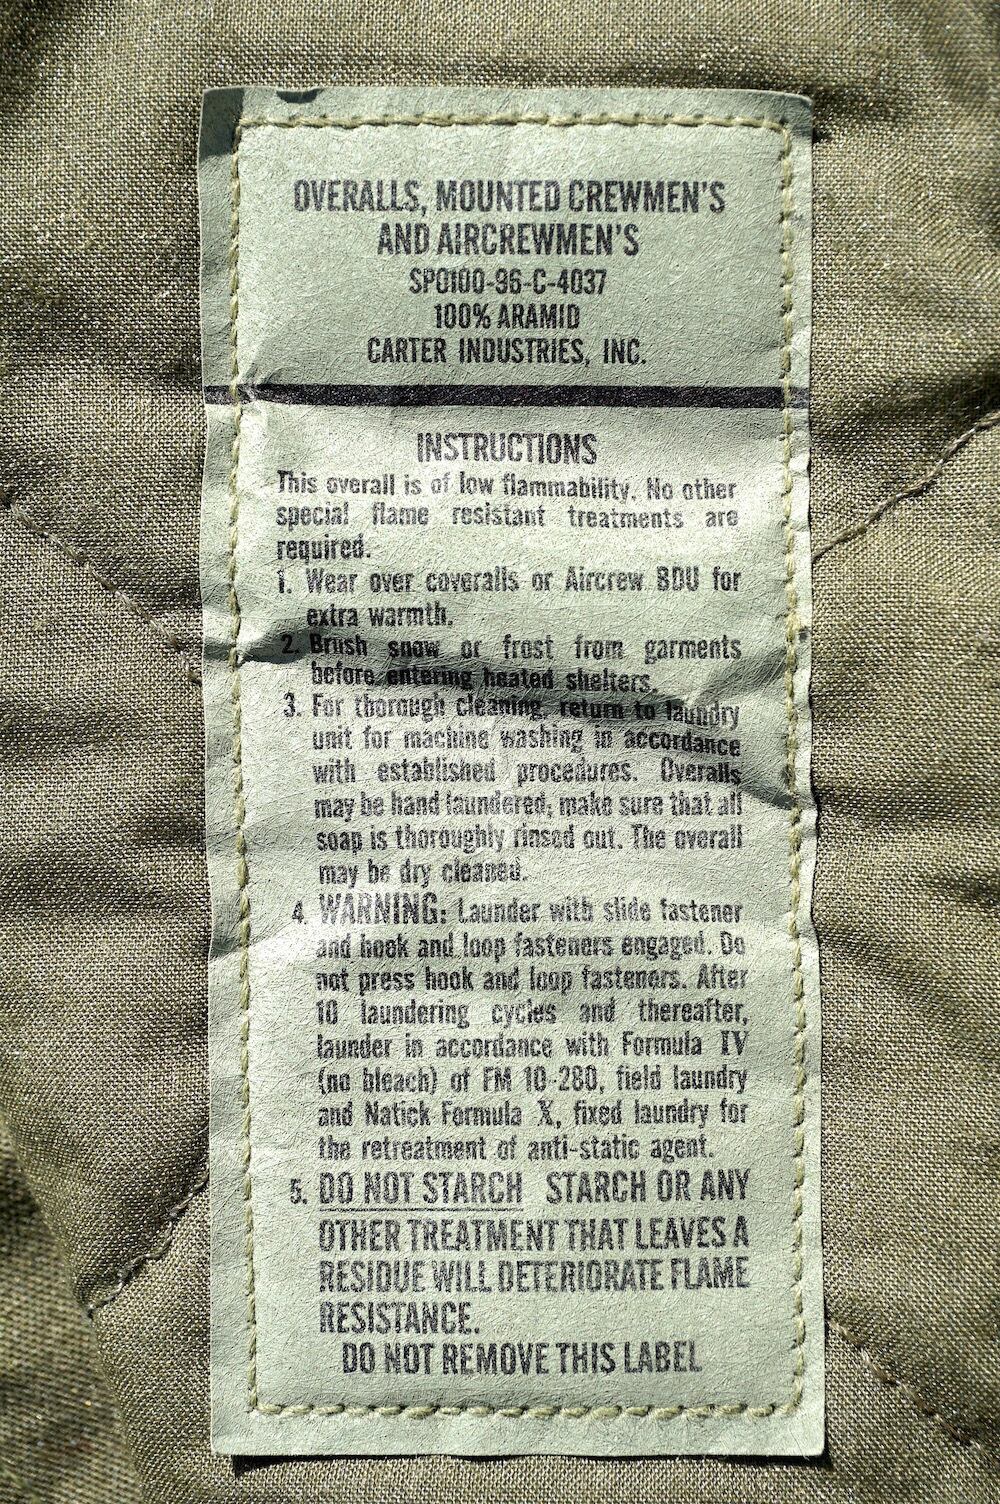 OVERALLS, MOUNTED CREWMEN'S
AND AIRCREWMEN'S
SPO100-96-C-4037
100% ARAMID
CARTER INDUSTRIES, INC.
INSTRUCTIONS
This overall is of low flammability. No other
special flame resistant treatments are
required.
1. Wear over coveralls or Aircrew BDU for
extra warmth.
2. Brush snow or frost from garments
before entering heated shelters.
3. For thorough cleaning, return to laundry
unit for machine washing in accordance
with established procedures. Overalls
may be hand laundered; make sure that all
soap is thoroughly rinsed out. The overall
may be dry cleaned.
4. WARNING: Launder with slide fastener
and hook and loop fasteners engaged. Do
not press hook and loop fasteners. After
10 laundering cycles and thereafter,
launder in accordance with Formula IV
(no bleach) of FM 10-280, field laundry
and Natick Formula X, fixed laundry for
the retreatment of anti-static agent.
5. DO NOT STARCH STARCH OR ANY
OTHER TREATMENT THAT LEAVES A
RESIDUE WILL DETERIORATE FLAME
RESISTANCE.
DO NOT REMOVE THIS LABEL